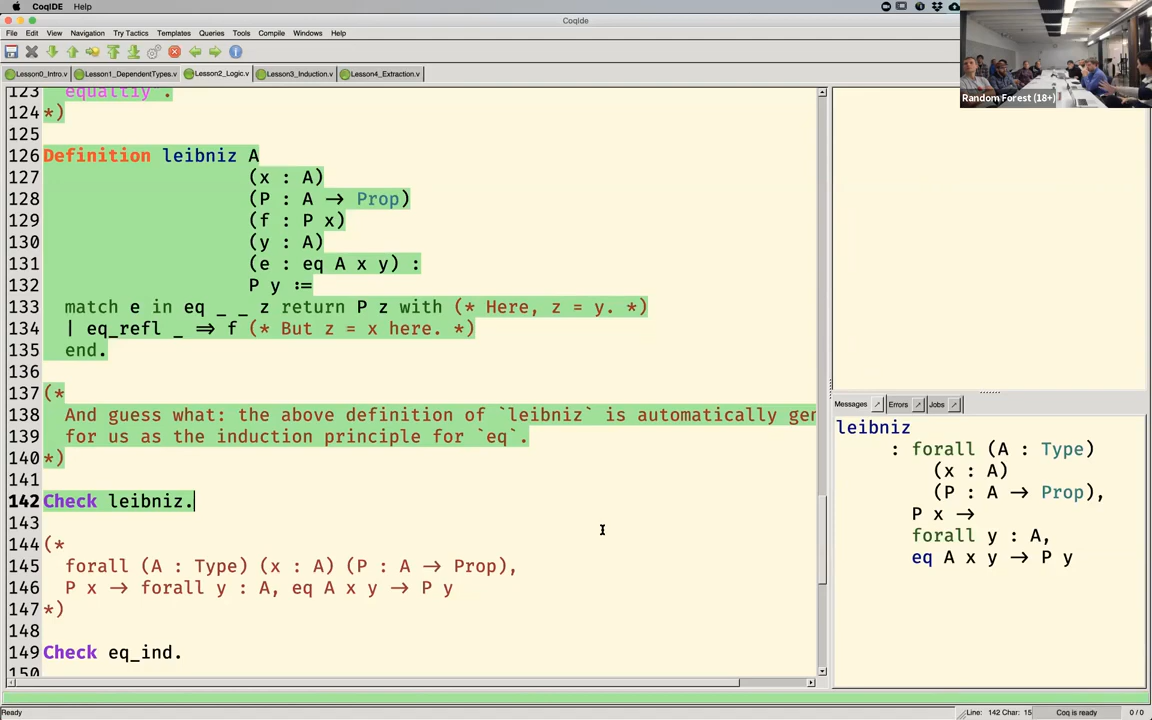 CoqIDE Help
CoqIde
File Edit View Navigation Try Tactics Templates Queries Tools Compile Windows Help
Lesson0_Intro.v Lesson1_DependentTypes.v Lesson2_Logic.v Lesson3_Induction.v Lesson4_Extraction.v
Random Forest (18+)
123 equaltiy`.
124 *)
125
126 Definition leibniz A
127 (x : A)
128 (P : A → Prop)
129 (f : P x)
130 (y : A)
131 (e : eq A x y) :
132 P y :=
133 match e in eq _ _ z return P z with (* Here, z = y. *)
134 | eq_refl _ ⇒ f (* But z = x here. *)
135 end.
136
137 (*
138 And guess what: the above definition of `leibniz` is automatically ger
139 for us as the induction principle for `eq`.
140 *)
141
142 Check leibniz.
143
144 (*
145 forall (A : Type) (x : A) (P : A → Prop),
146 P x → forall y : A, eq A x y → P y
147 *)
148
149 Check eq_ind.
150
Messages Errors Jobs
leibniz
: forall (A : Type)
(x : A)
(P : A → Prop),
P x →
forall y : A,
eq A x y → P y
Ready Line: 142 Char: 15 Coq is ready 0 / 0